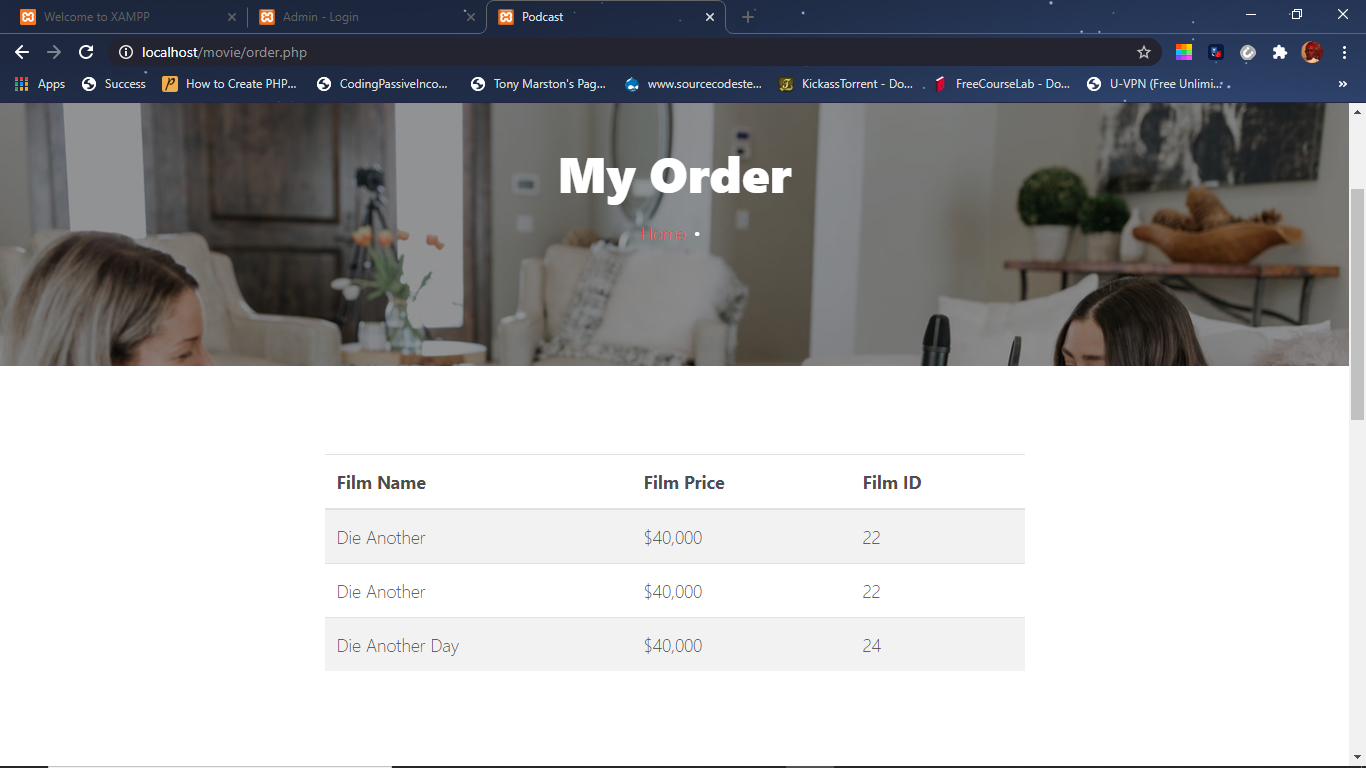 Welcome to XAMPP
Admin - Login
Podcast
localhost/movie/order.php
Apps
Success
How to Create PHP...
CodingPassiveInco...
Tony Marston's Pag...
www.sourcecodeste...
KickassTorrent - Do...
FreeCourseLab - Do...
U-VPN (Free Unlimi...
»
My Order
Home •
Film Name Film Price Film ID
Die Another $40,000 22
Die Another $40,000 22
Die Another Day $40,000 24